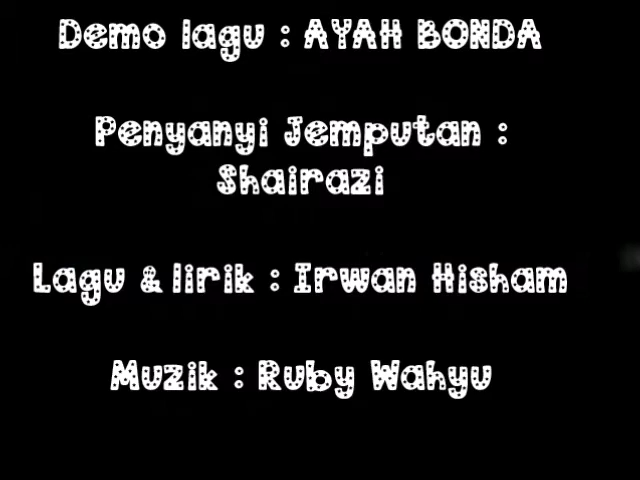 Demo lagu : AYAH BONDA
Penyanyi Jemputan :
Shairazi
Lagu & lirik : Irwan Hisham
Muzik : Ruby Wahyu